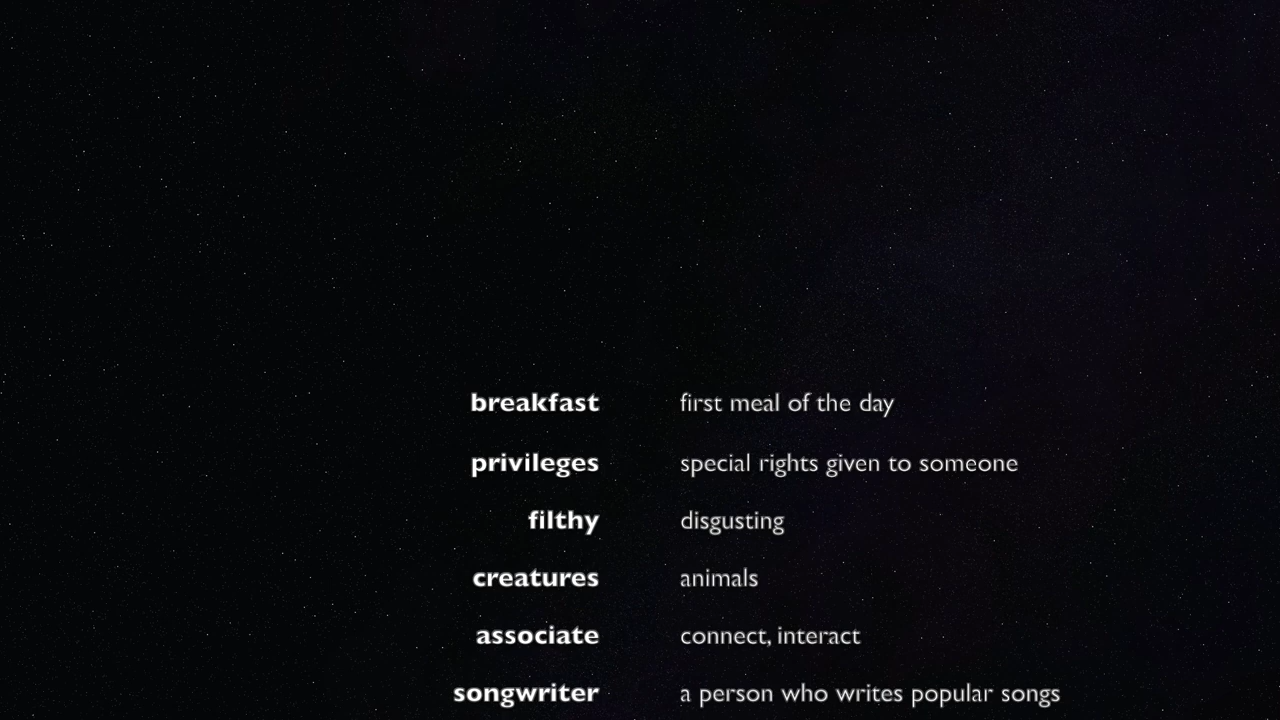 breakfast first meal of the day
privileges special rights given to someone
filthy disgusting
creatures animals
associate connect, interact
songwriter a person who writes popular songs